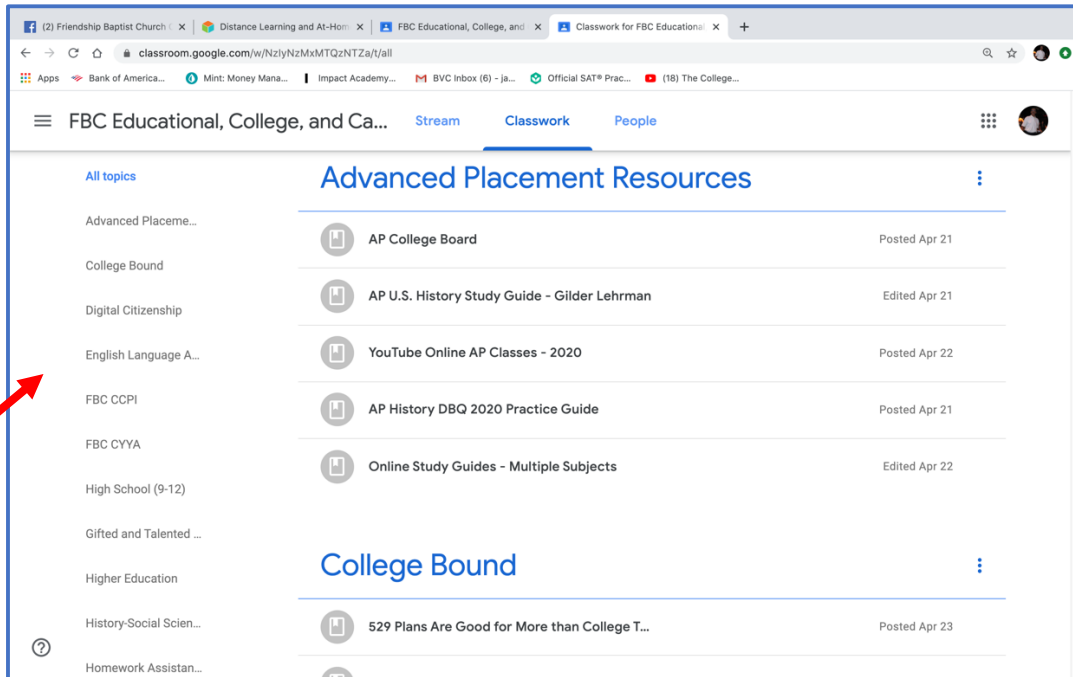 (2) Friendship Baptist Church C
Distance Learning and At-Hom
FBC Educational, College, and
Classwork for FBC Educational
classroom.google.com/w/NzIyNzMxMTQzNTZa/t/all
Apps Bank of America... Mint: Money Mana... Impact Academy... BVC Inbox (6) - ja... Official SAT® Prac... (18) The College...
FBC Educational, College, and Ca... Stream Classwork People
All topics
Advanced Placeme...
College Bound
Digital Citizenship
English Language A...
FBC CCPI
FBC CYYA
High School (9-12)
Gifted and Talented ...
Higher Education
History-Social Scien...
Homework Assistan...
Advanced Placement Resources
AP College Board Posted Apr 21
AP U.S. History Study Guide - Gilder Lehrman Edited Apr 21
YouTube Online AP Classes - 2020 Posted Apr 22
AP History DBQ 2020 Practice Guide Posted Apr 21
Online Study Guides - Multiple Subjects Edited Apr 22
College Bound
529 Plans Are Good for More than College T... Posted Apr 23